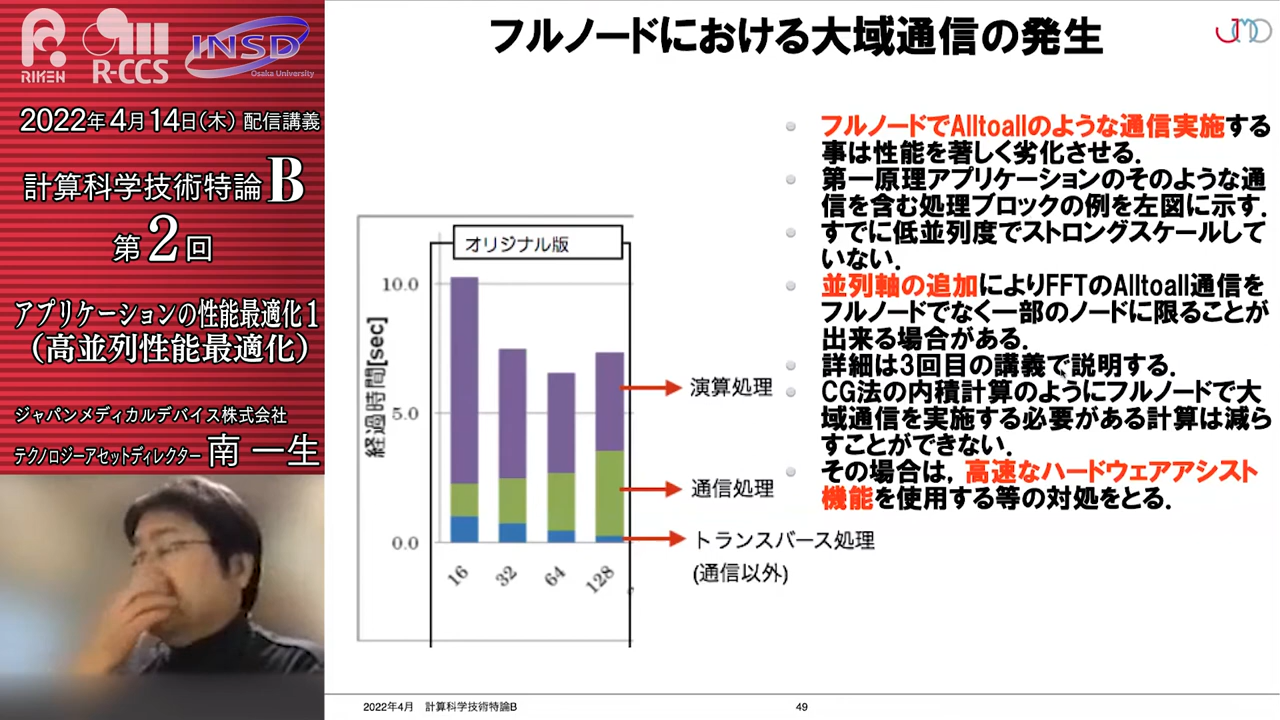 RIKEN
R-CCS
INSD
Osaka University
2022年4月14日(木) 配信講義
計算科学技術特論B
第2回
アプリケーションの性能最適化1
(高並列性能最適化)
ジャパンメディカルデバイス株式会社
テクノロジーアセットディレクター 南 一生
フルノードにおける大域通信の発生
JMD
フルノードでAlltoallのような通信実施する
事は性能を著しく劣化させる.
第一原理アプリケーションのそのような通
信を含む処理ブロックの例を左図に示す.
すでに低並列度でストロングスケールして
いない.
並列軸の追加によりFFTのAlltoall通信を
フルノードでなく一部のノードに限ることが
出来る場合がある.
詳細は3回目の講義で説明する.
CG法の内積計算のようにフルノードで大
域通信を実施する必要がある計算は減ら
すことができない.
その場合は, 高速なハードウェアアシスト
機能を使用する等の対処をとる.
オリジナル版
経過時間[sec]
10.0
5.0
0.0
16
32
64
128
演算処理
通信処理
トランスバース処理
(通信以外)
2022年4月 計算科学技術特論B
49